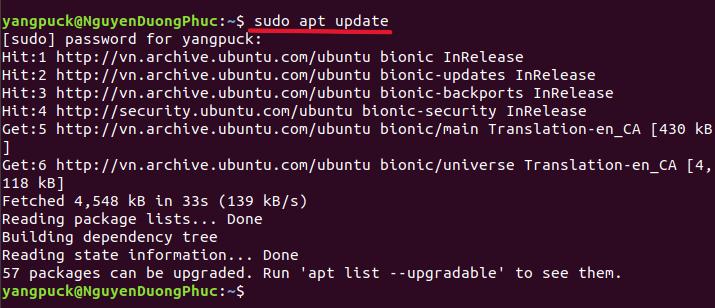 yangpuck@NguyenDuongPhuc:~$ sudo apt update
[sudo] password for yangpuck:
Hit:1 http://vn.archive.ubuntu.com/ubuntu bionic InRelease
Hit:2 http://vn.archive.ubuntu.com/ubuntu bionic-updates InRelease
Hit:3 http://vn.archive.ubuntu.com/ubuntu bionic-backports InRelease
Hit:4 http://security.ubuntu.com/ubuntu bionic-security InRelease
Get:5 http://vn.archive.ubuntu.com/ubuntu bionic/main Translation-en_CA [430 kB
]
Get:6 http://vn.archive.ubuntu.com/ubuntu bionic/universe Translation-en_CA [4,
118 kB]
Fetched 4,548 kB in 33s (139 kB/s)
Reading package lists... Done
Building dependency tree
Reading state information... Done
57 packages can be upgraded. Run 'apt list --upgradable' to see them.
yangpuck@NguyenDuongPhuc:~$